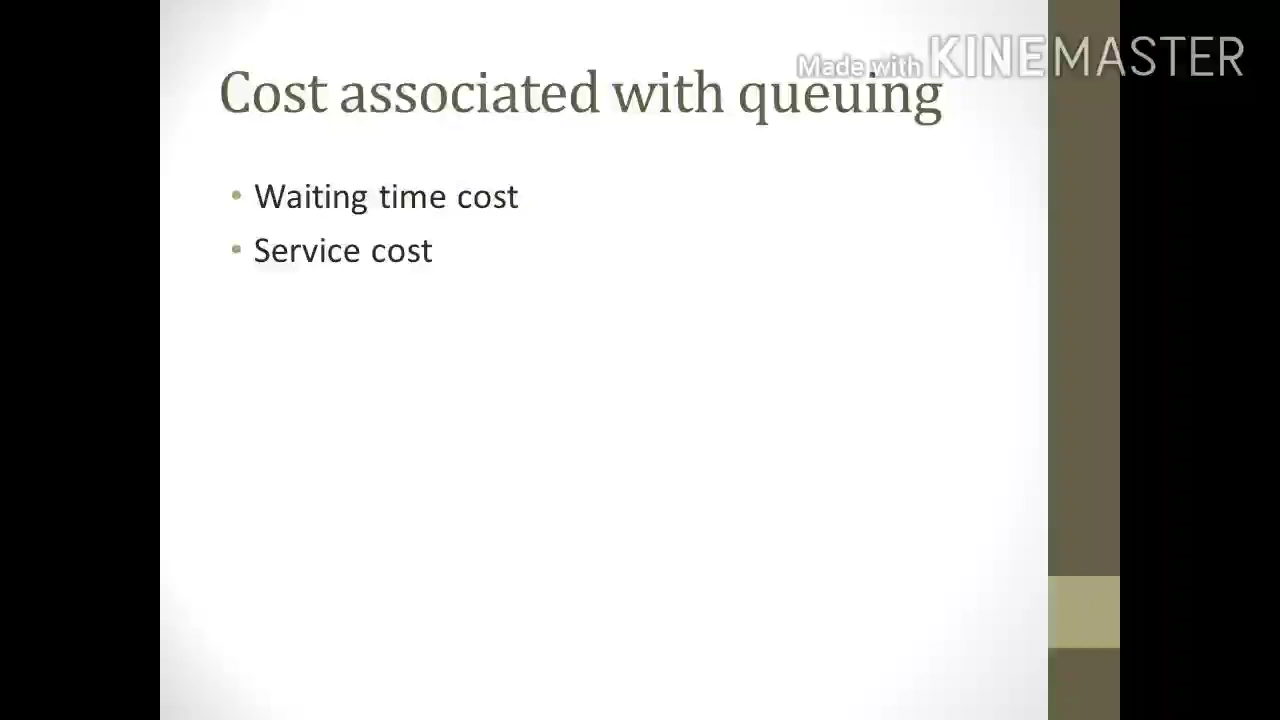 Made with KINEMASTER
Cost associated with queuing
• Waiting time cost
• Service cost